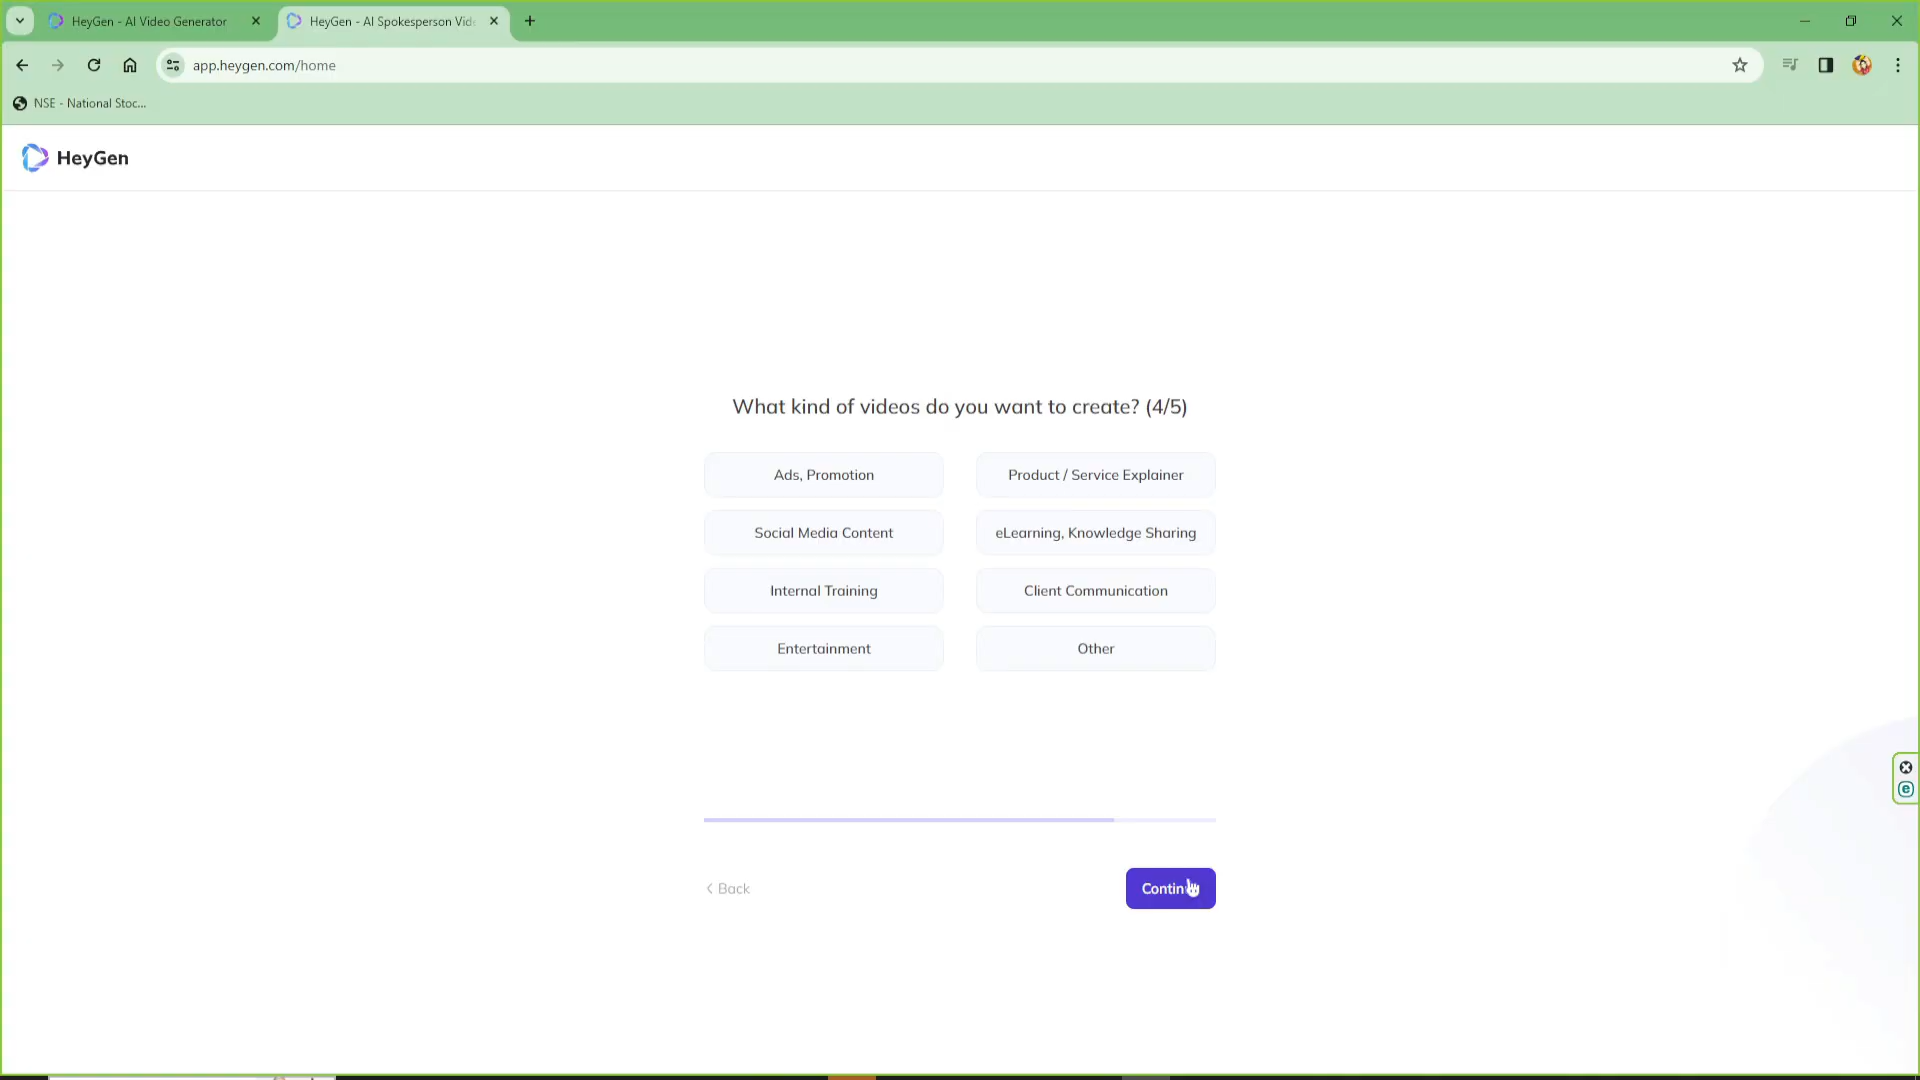 HeyGen - AI Video Generator
HeyGen - AI Spokesperson Vid
app.heygen.com/home
NSE - National Stoc...
HeyGen
What kind of videos do you want to create? (4/5)
Ads, Promotion
Product / Service Explainer
Social Media Content
eLearning, Knowledge Sharing
Internal Training
Client Communication
Entertainment
Other
Back
Contin